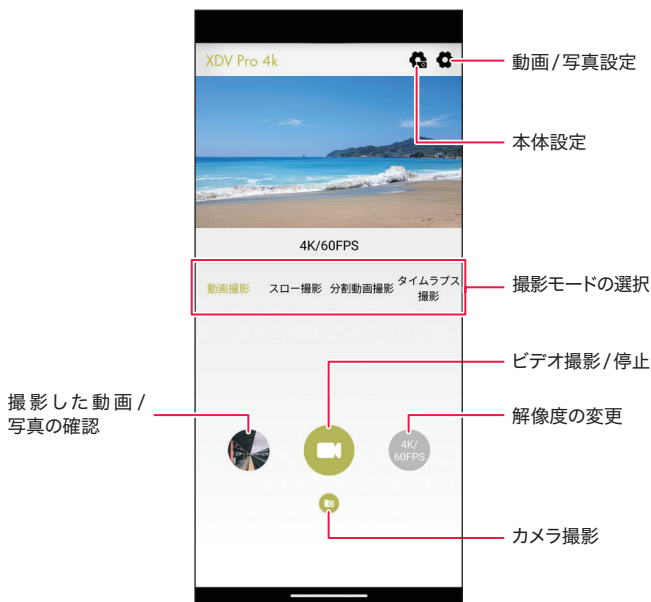 XDV Pro 4k
動画/写真設定
本体設定
4K/60FPS
動画撮影
スロー撮影
分割動画撮影
タイムラプス
撮影
撮影モードの選択
ビデオ撮影/停止
撮影した動画/
写真の確認
4K/
60FPS
解像度の変更
カメラ撮影